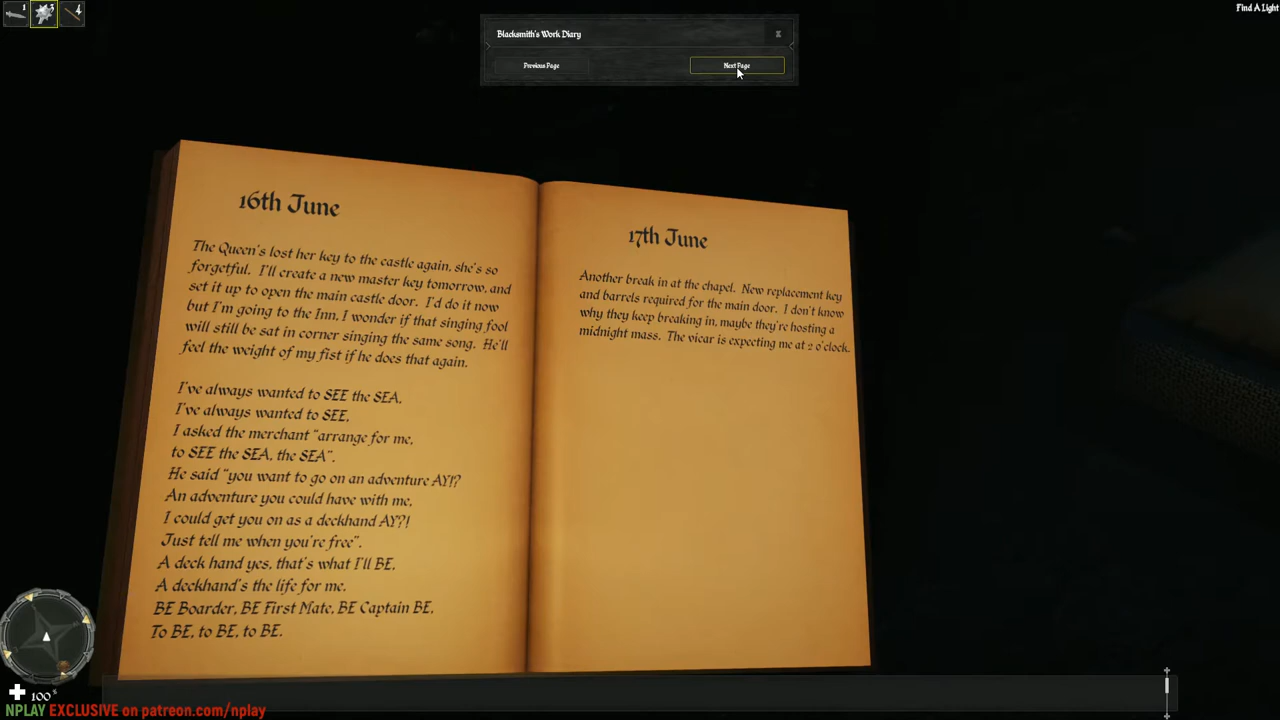 1
3
4
Find A Light
Blacksmith's Work Diary
X
Previous Page
Next Page
16th June
The Queen's lost her key to the castle again, she's so
forgetful. I'll create a new master key tomorrow, and
set it up to open the main castle door. I'd do it now
but I'm going to the Inn, I wonder if that singing fool
will still be sat in corner singing the same song. He'll
feel the weight of my fist if he does that again.
I've always wanted to SEE the SEA,
I've always wanted to SEE,
I asked the merchant "arrange for me,
to SEE the SEA, the SEA".
He said "you want to go on an adventure AY!?
An adventure you could have with me,
I could get you on as a deckhand AY?!
Just tell me when you're free".
A deck hand yes, that's what I'll BE,
A deckhand's the life for me.
BE Boarder, BE First Mate, BE Captain BE,
To BE, to BE, to BE.
17th June
Another break in at the chapel. New replacement key
and barrels required for the main door. I don't know
why they keep breaking in, maybe they're hosting a
midnight mass. The vicar is expecting me at 2 o'clock.
100%
NPLAY EXCLUSIVE on patreon.com/nplay